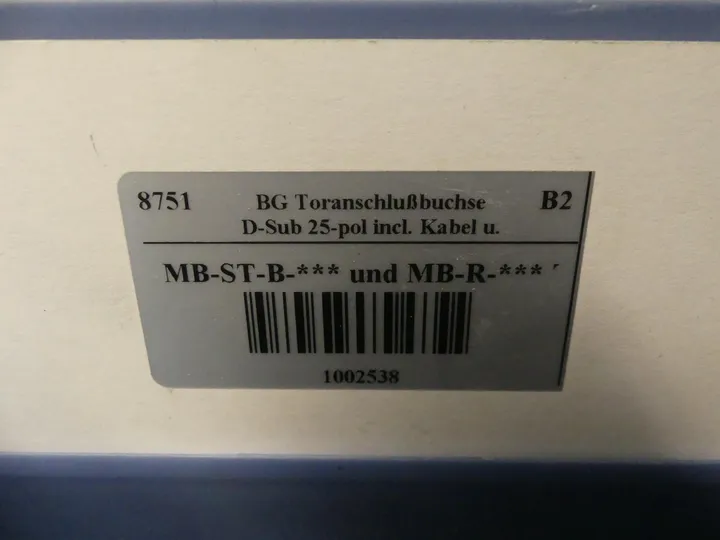 8751 BG Toranschlußbuchse B2
D-Sub 25-pol incl. Kabel u.
MB-ST-B-*** und MB-R-***
1002538